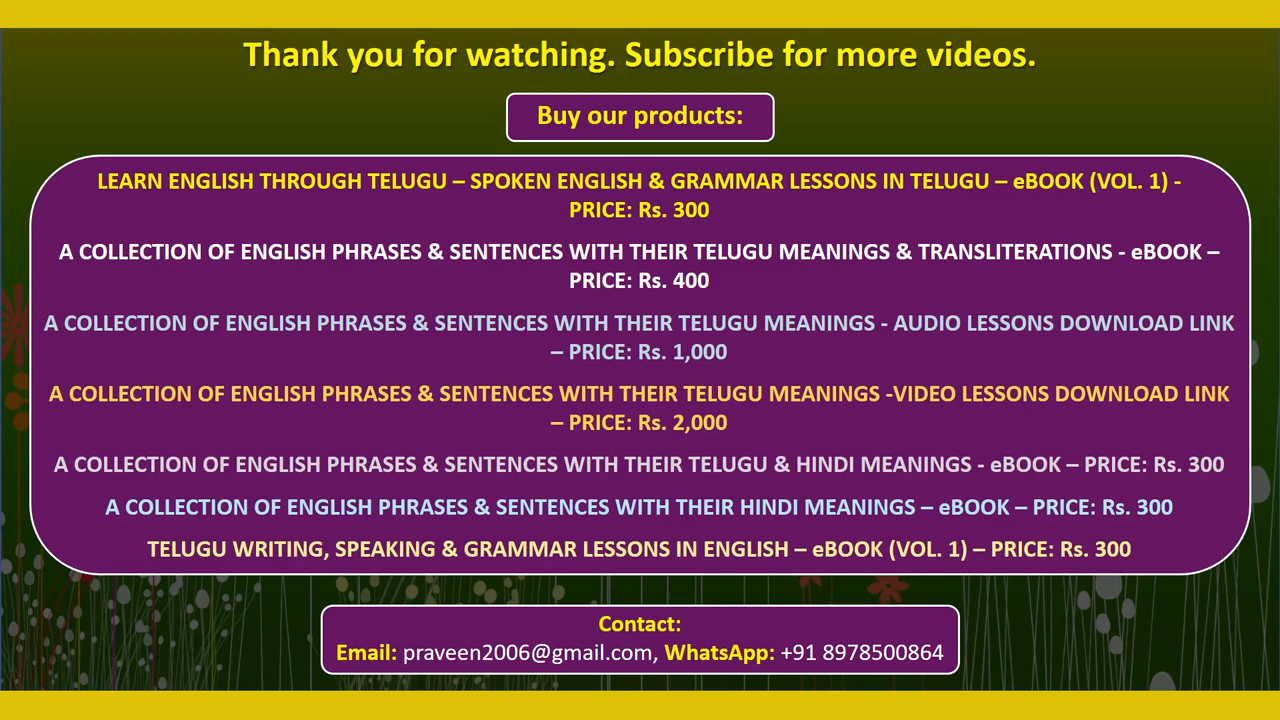 Thank you for watching. Subscribe for more videos.
Buy our products:
LEARN ENGLISH THROUGH TELUGU – SPOKEN ENGLISH & GRAMMAR LESSONS IN TELUGU – eBOOK (VOL. 1) -
PRICE: Rs. 300
A COLLECTION OF ENGLISH PHRASES & SENTENCES WITH THEIR TELUGU MEANINGS & TRANSLITERATIONS - eBOOK –
PRICE: Rs. 400
A COLLECTION OF ENGLISH PHRASES & SENTENCES WITH THEIR TELUGU MEANINGS - AUDIO LESSONS DOWNLOAD LINK
– PRICE: Rs. 1,000
A COLLECTION OF ENGLISH PHRASES & SENTENCES WITH THEIR TELUGU MEANINGS -VIDEO LESSONS DOWNLOAD LINK
– PRICE: Rs. 2,000
A COLLECTION OF ENGLISH PHRASES & SENTENCES WITH THEIR TELUGU & HINDI MEANINGS - eBOOK – PRICE: Rs. 300
A COLLECTION OF ENGLISH PHRASES & SENTENCES WITH THEIR HINDI MEANINGS – eBOOK – PRICE: Rs. 300
TELUGU WRITING, SPEAKING & GRAMMAR LESSONS IN ENGLISH – eBOOK (VOL. 1) – PRICE: Rs. 300
Contact:
Email: praveen2006@gmail.com, WhatsApp: +91 8978500864